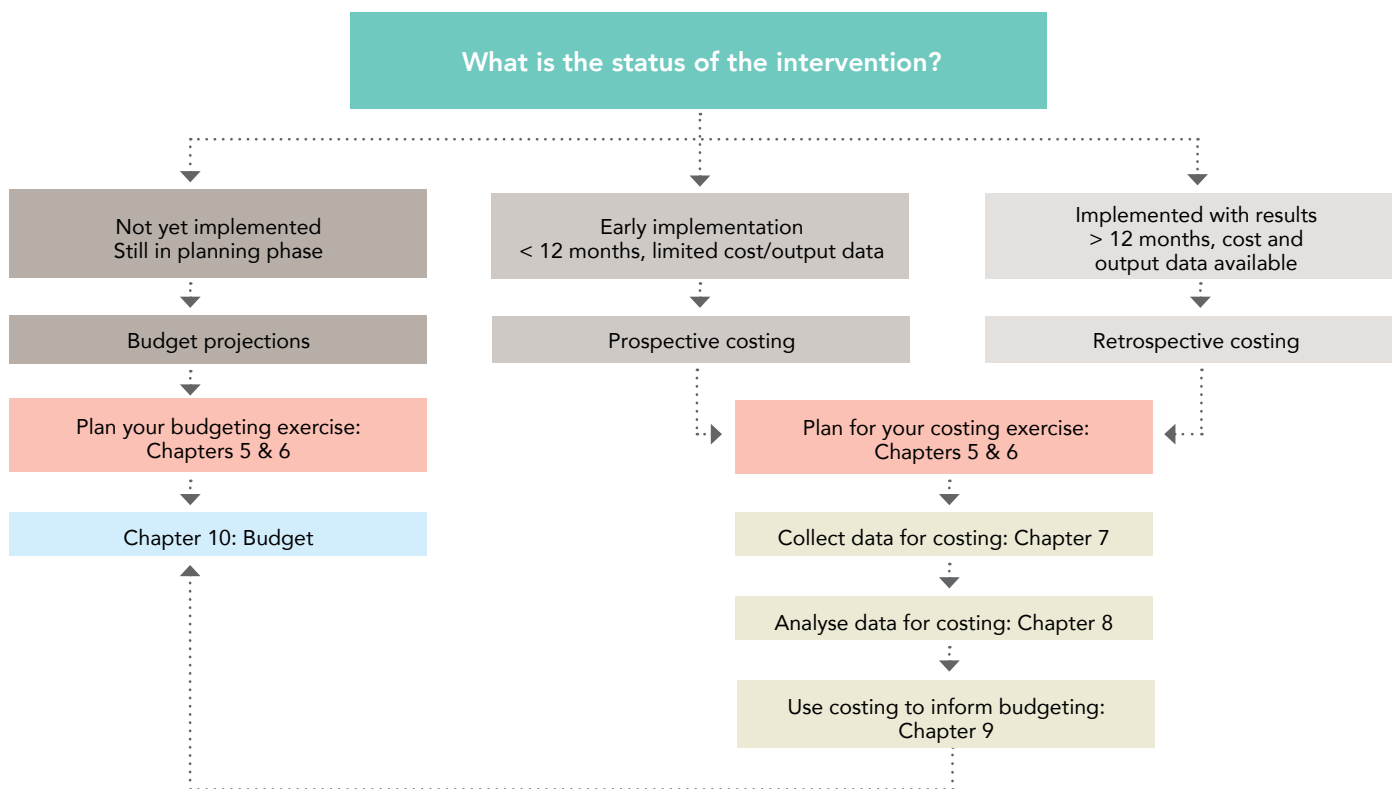 What is the status of the intervention?
Not yet implemented
Still in planning phase
Early implementation
< 12 months, limited cost/output data
Implemented with results
> 12 months, cost and
output data available
Budget projections
Prospective costing
Retrospective costing
Plan your budgeting exercise:
Chapters 5 & 6
Plan for your costing exercise:
Chapters 5 & 6
Chapter 10: Budget
Collect data for costing: Chapter 7
Analyse data for costing: Chapter 8
Use costing to inform budgeting:
Chapter 9